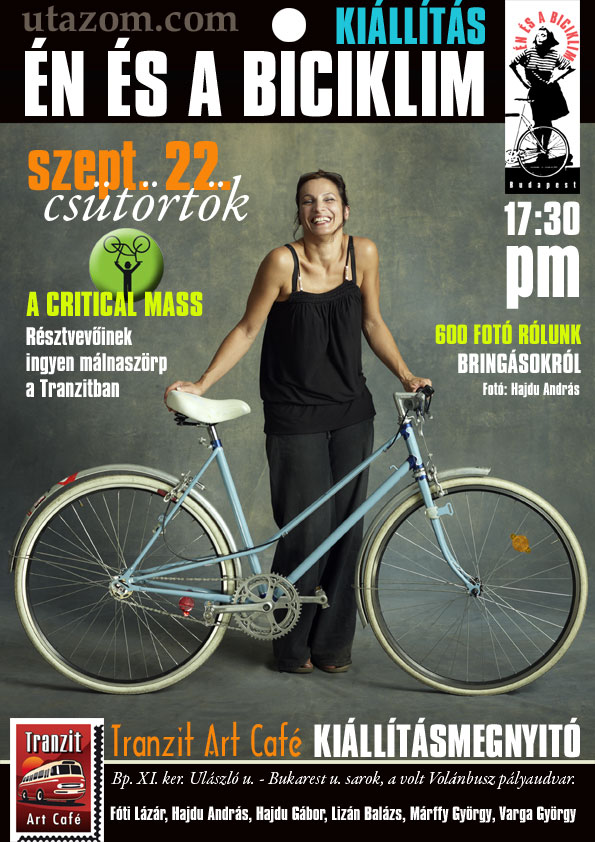 utazom.com
KIÁLLÍTÁS
ÉN ÉS A BICIKLIM
ÉN ÉS A BICIKLIM
Budapest
szept. 22.
csütörtök
17:30
pm
A CRITICAL MASS
Résztvevőinek
ingyen málnaszörp
a Tranzitban
600 FOTÓ RÓLUNK
BRINGÁSOKRÓL
Fotó: Hajdu András
Tranzit
Art Café
Tranzit Art Café KIÁLLÍTÁSMEGNYITÓ
Bp. XI. ker. Ulászló u. - Bukarest u. sarok, a volt Volánbusz pályaudvar.
Fóti Lázár, Hajdu András, Hajdu Gábor, Lizán Balázs, Márffy György, Varga György